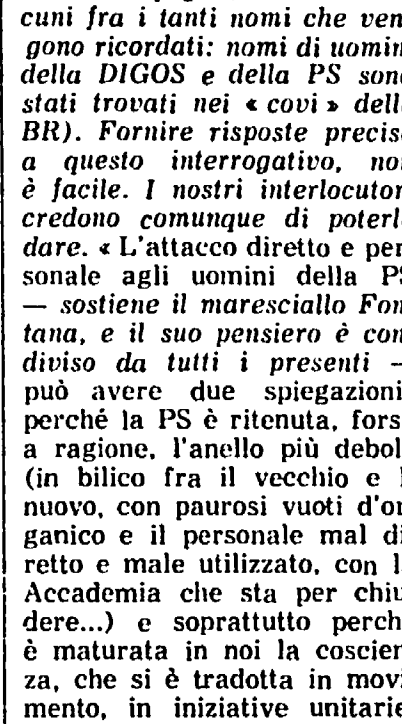 cuni fra i tanti nomi che ven
gono ricordati: nomi di uomin
della DIGOS e della PS son
stati trovati nei « covi » dell
BR). Fornire risposte precis
a questo interrogativo, no
è facile. I nostri interlocutor
credono comunque di poterl
dare. « L'attacco diretto e per
sonale agli uomini della PS
— sostiene il maresciallo Fon
tana, e il suo pensiero è con
diviso da tutti i presenti —
può avere due spiegazioni
perché la PS è ritenuta, fors
a ragione, l'anello più debol
(in bilico fra il vecchio e l
nuovo, con paurosi vuoti d'or
ganico e il personale mal di
retto e male utilizzato, con l
Accademia che sta per chiu
dere...) e soprattutto perch
è maturata in noi la coscien
za, che si è tradotta in movi
mento, in iniziative unitarie